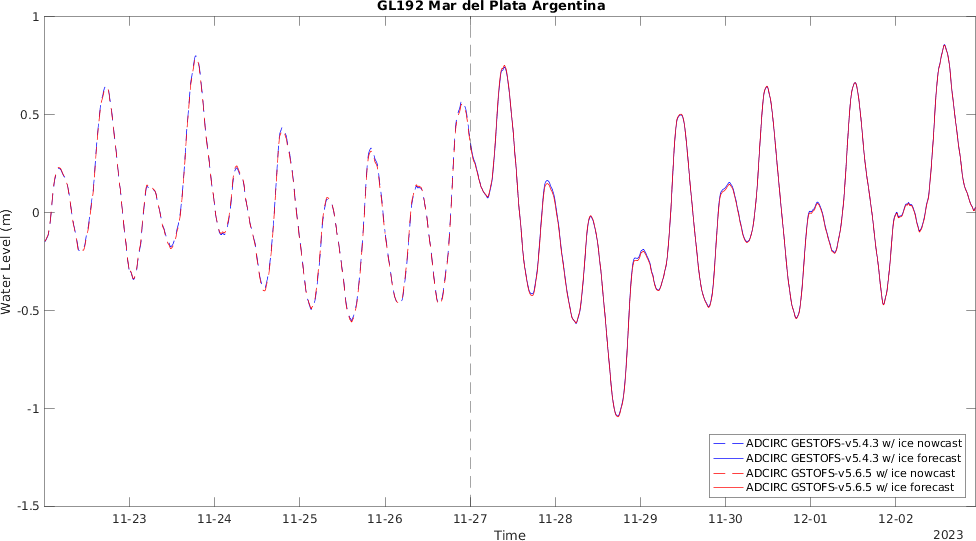 GL192 Mar del Plata Argentina
1
0.5
0
-0.5
-1
-1.5
Water Level (m)
11-23
11-24
11-25
11-26
11-27
11-28
11-29
11-30
12-01
12-02
Time
2023
ADCIRC GESTOFS-v5.4.3 w/ ice nowcast
ADCIRC GESTOFS-v5.4.3 w/ ice forecast
ADCIRC GSTOFS-v5.6.5 w/ ice nowcast
ADCIRC GSTOFS-v5.6.5 w/ ice forecast